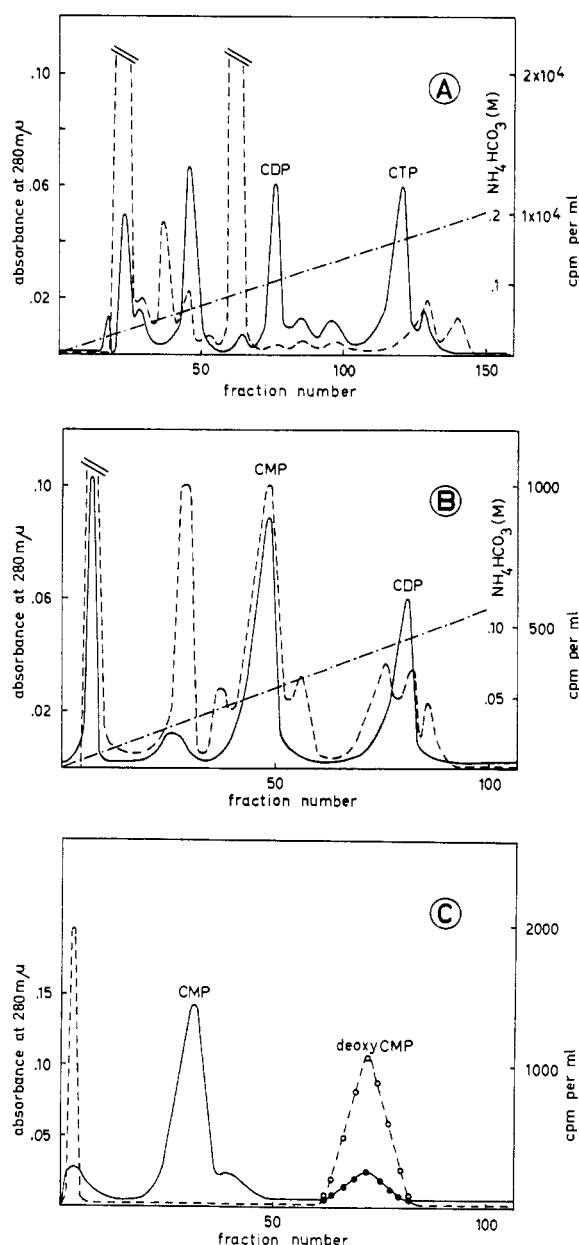 A
absorbance at 280 mμ
.10
.06
.02
CDP
CTP
NH4HCO3 (M)
.2
.1
2x10⁴
1x10⁴
cpm per ml
50
100
150
fraction number
B
absorbance at 280 mμ
.10
.06
.02
CMP
CDP
NH4HCO3 (M)
.10
.05
1000
500
cpm per ml
50
100
fraction number
C
absorbance at 280 mμ
.15
.10
.05
CMP
deoxy CMP
2000
1000
cpm per ml
50
100
fraction number